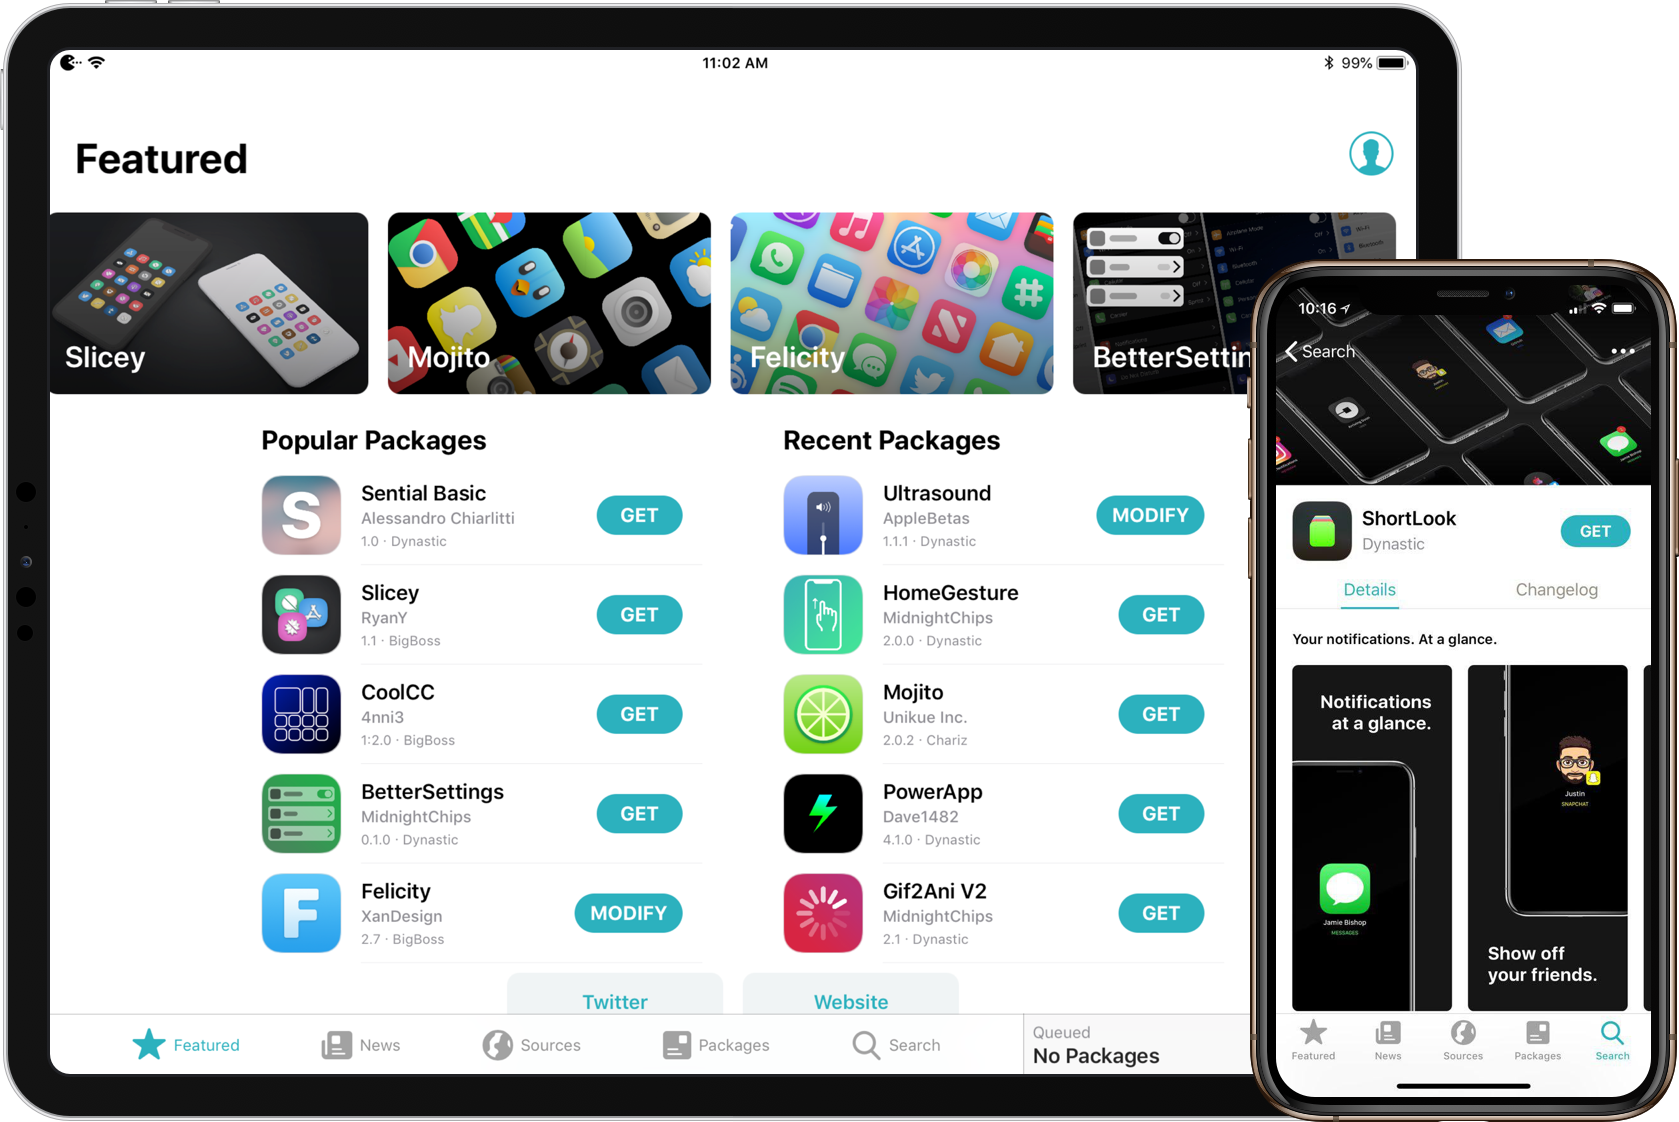 11:02 AM
99%
Featured
Slicey
Mojito
Felicity
BetterSettin
Popular Packages
Sential Basic
Alessandro Chiarlitti
1.0 · Dynastic
GET
Slicey
RyanY
1.1 · BigBoss
GET
CoolCC
4nni3
1:2.0 · BigBoss
GET
BetterSettings
MidnightChips
0.1.0 · Dynastic
GET
Felicity
XanDesign
2.7 · BigBoss
MODIFY
Recent Packages
Ultrasound
AppleBetas
1.1.1 · Dynastic
MODIFY
HomeGesture
MidnightChips
2.0.0 · Dynastic
GET
Mojito
Unikue Inc.
2.0.2 · Chariz
GET
PowerApp
Dave1482
4.1.0 · Dynastic
GET
Gif2Ani V2
MidnightChips
2.1 · Dynastic
GET
Twitter
Website
Featured
News
Sources
Packages
Search
Queued
No Packages
10:16
Search
ShortLook
Dynastic
GET
Details
Changelog
Your notifications. At a glance.
Notifications
at a glance.
Jamie Bishop
MESSAGES
Justin
SNAPCHAT
Show off
your friends.
Featured
News
Sources
Packages
Search